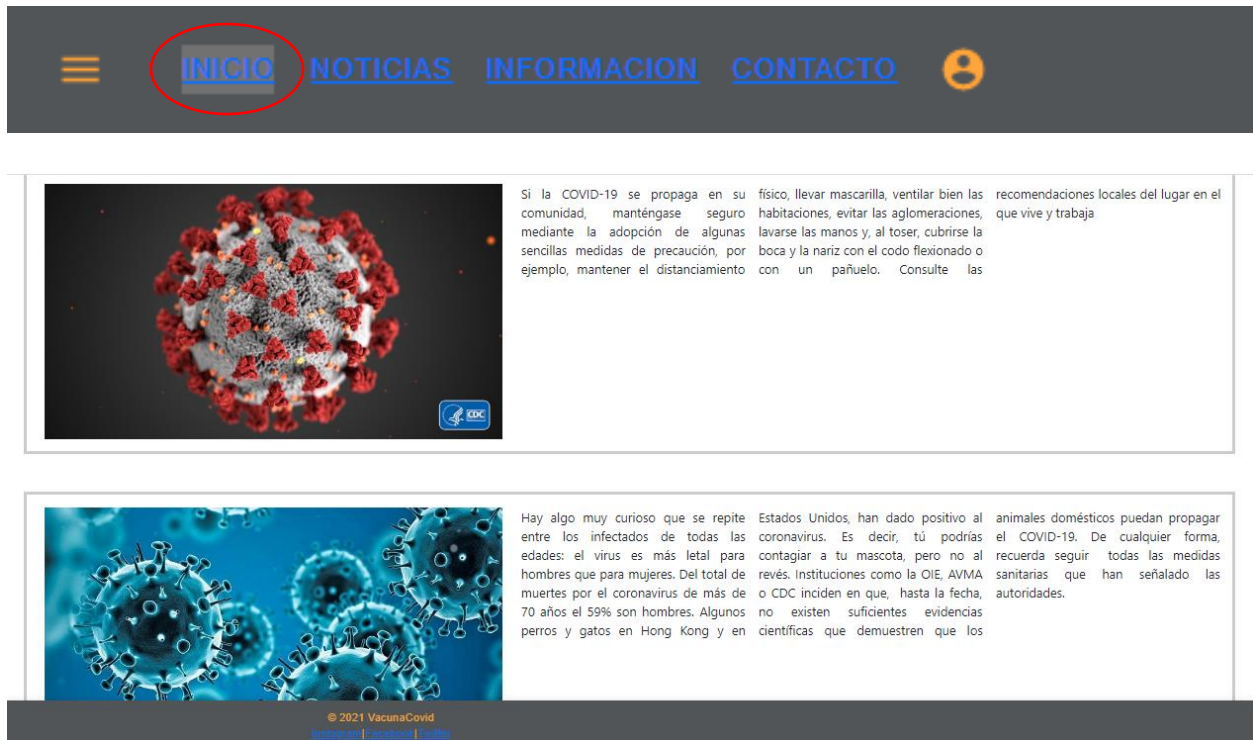 INICIO NOTICIAS INFORMACION CONTACTO
Si la COVID-19 se propaga en su
comunidad, manténgase seguro
mediante la adopción de algunas
sencillas medidas de precaución, por
ejemplo, mantener el distanciamiento
físico, llevar mascarilla, ventilar bien las
habitaciones, evitar las aglomeraciones,
lavarse las manos y, al toser, cubrirse la
boca y la nariz con el codo flexionado o
con un pañuelo. Consulte las
recomendaciones locales del lugar en el
que vive y trabaja
CDC
Hay algo muy curioso que se repite
entre los infectados de todas las
edades: el virus es más letal para
hombres que para mujeres. Del total de
muertes por el coronavirus de más de
70 años el 59% son hombres. Algunos
perros y gatos en Hong Kong y en
Estados Unidos, han dado positivo al
coronavirus. Es decir, tú podrías
contagiar a tu mascota, pero no al
revés. Instituciones como la OIE, AVMA
o CDC inciden en que, hasta la fecha,
no existen suficientes evidencias
científicas que demuestren que los
animales domésticos puedan propagar
el COVID-19. De cualquier forma,
recuerda seguir todas las medidas
sanitarias que han señalado las
autoridades.
© 2021 VacunaCovid
Instagram | Facebook | Twitter